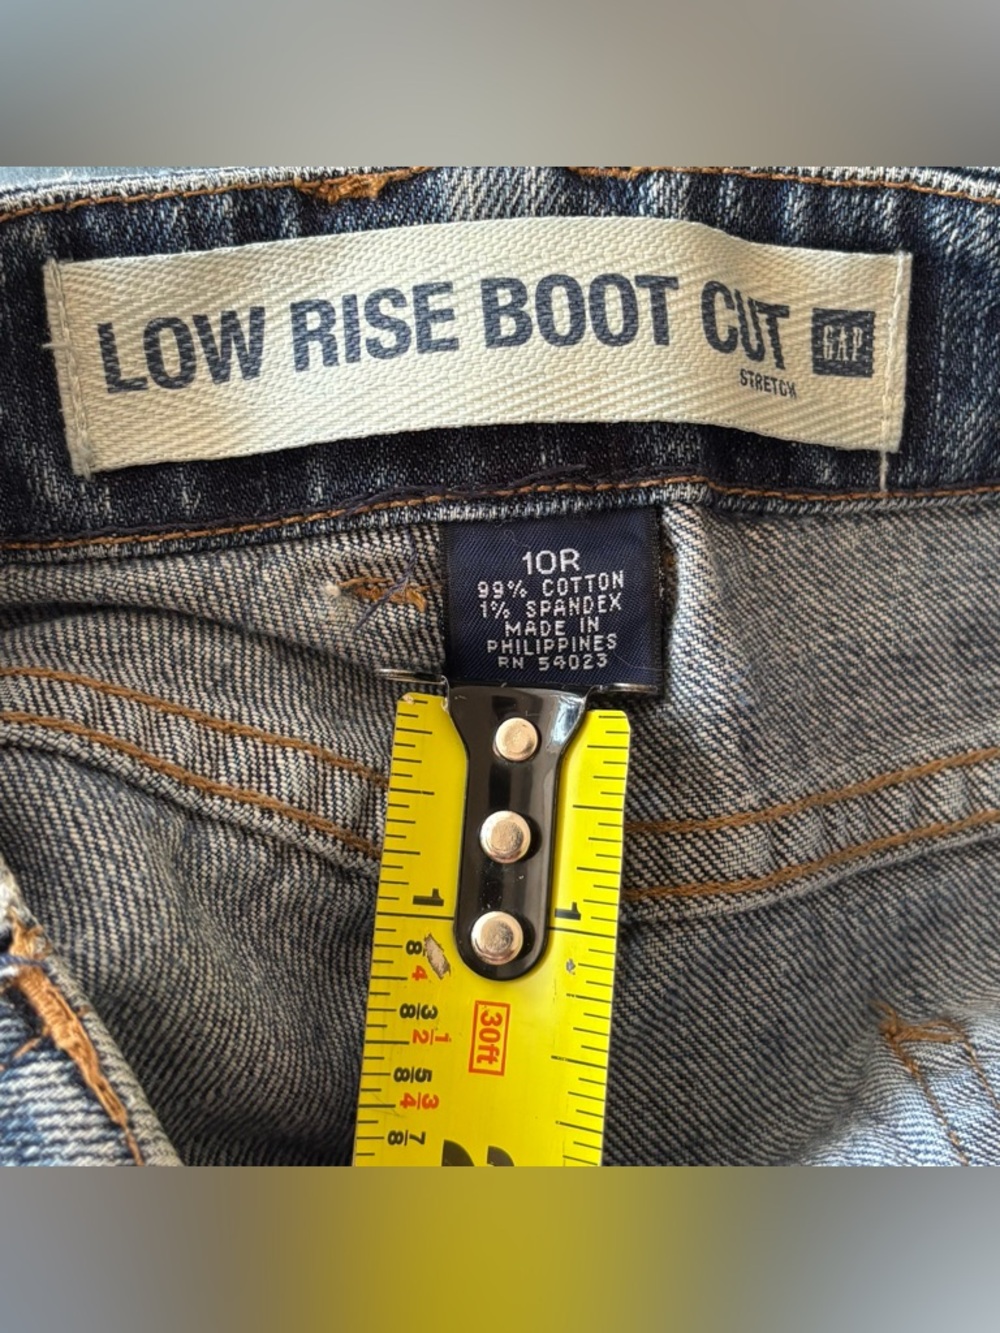 LOW RISE BOOT CUT GAP
STRETCH
10R
99% COTTON
1% SPANDEX
MADE IN
PHILIPPINES
RN 54023
1 1
8
4
3/8
1/2
30ft
5/8
3/4
7/8